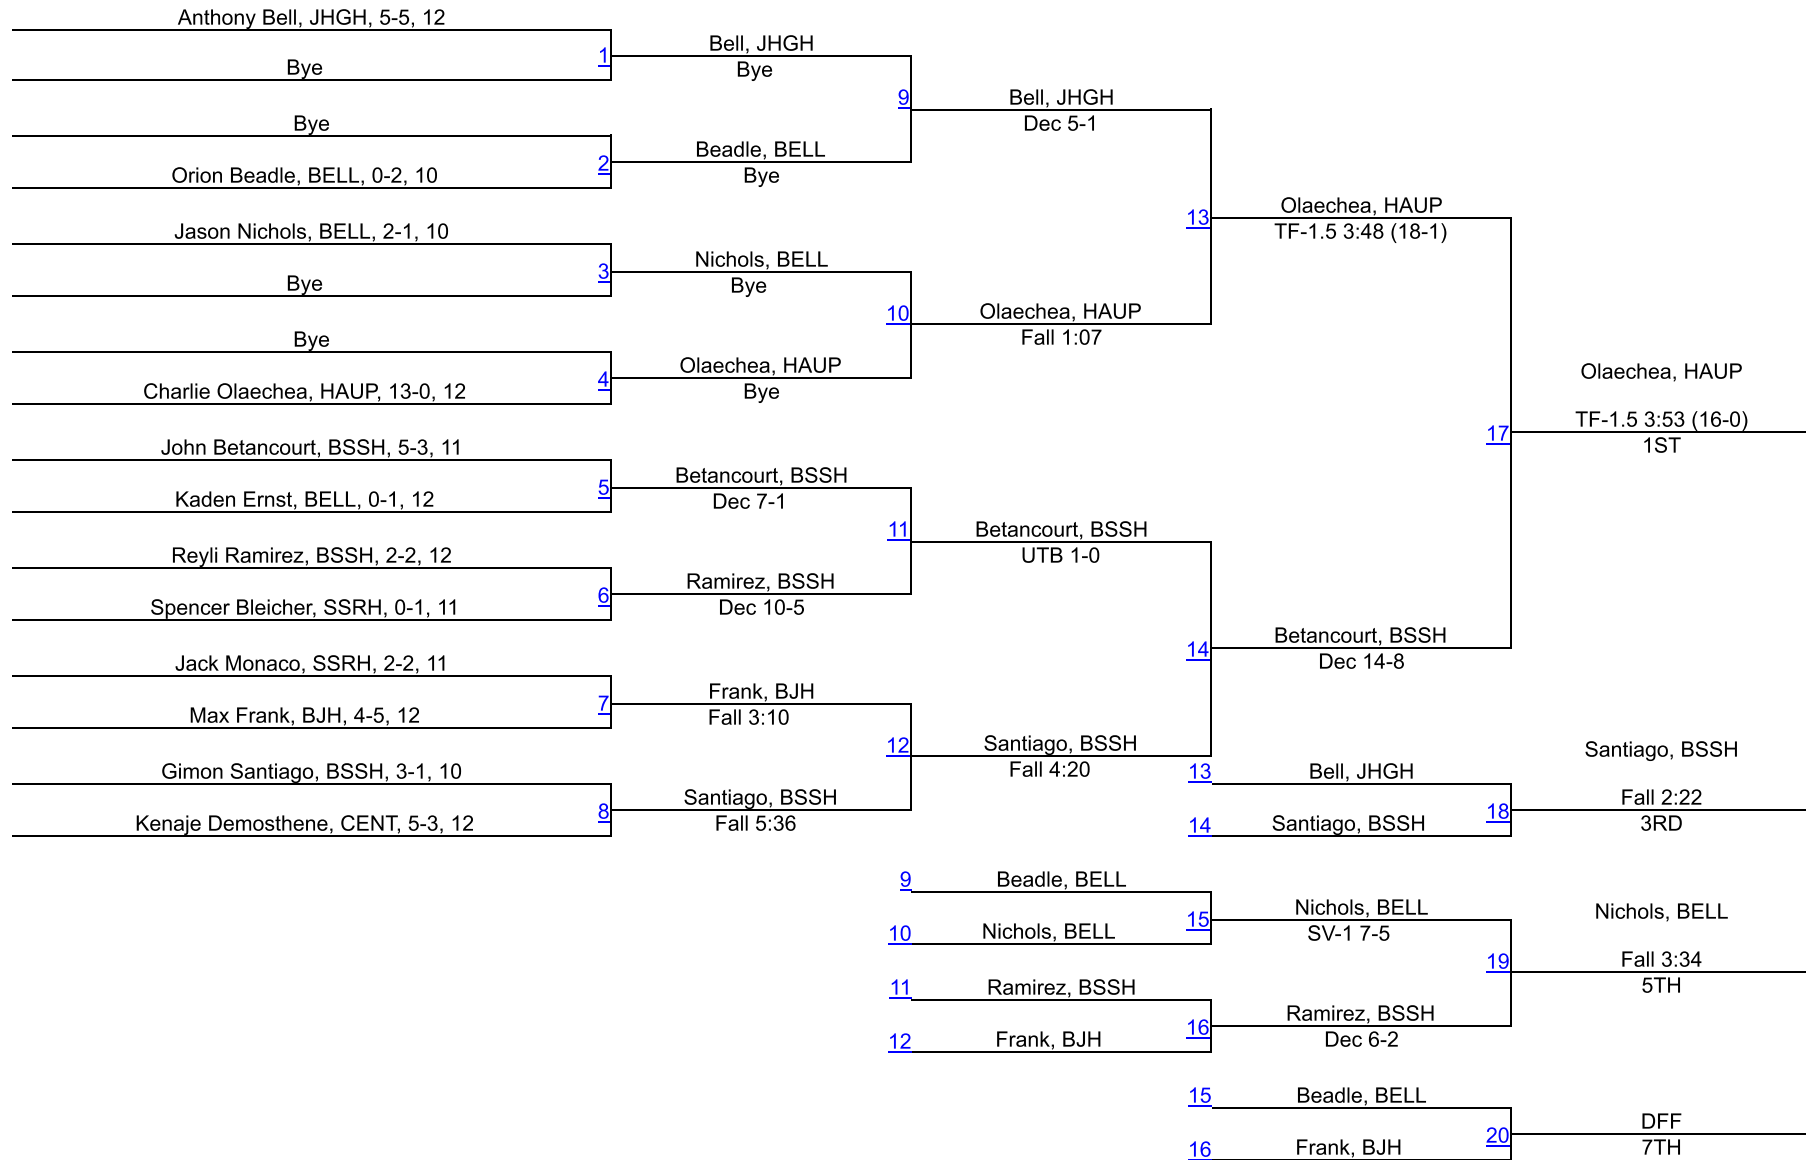 Anthony Bell, JHGH, 5-5, 12
1
Bye
Bell, JHGH
Bye
9
Bye
2
Orion Beadle, BELL, 0-2, 10
Beadle, BELL
Bye
Bell, JHGH
Dec 5-1
13
Jason Nichols, BELL, 2-1, 10
3
Bye
Nichols, BELL
Bye
10
Bye
4
Charlie Olaechea, HAUP, 13-0, 12
Olaechea, HAUP
Bye
Olaechea, HAUP
Fall 1:07
Olaechea, HAUP
TF-1.5 3:48 (18-1)
17
John Betancourt, BSSH, 5-3, 11
5
Kaden Ernst, BELL, 0-1, 12
Betancourt, BSSH
Dec 7-1
11
Reyli Ramirez, BSSH, 2-2, 12
6
Spencer Bleicher, SSRH, 0-1, 11
Ramirez, BSSH
Dec 10-5
Betancourt, BSSH
UTB 1-0
14
Jack Monaco, SSRH, 2-2, 11
7
Max Frank, BJH, 4-5, 12
Frank, BJH
Fall 3:10
12
Gimon Santiago, BSSH, 3-1, 10
8
Kenaje Demosthene, CENT, 5-3, 12
Santiago, BSSH
Fall 5:36
Santiago, BSSH
Fall 4:20
Betancourt, BSSH
Dec 14-8
Olaechea, HAUP
TF-1.5 3:53 (16-0)
1ST
13
Bell, JHGH
14
Santiago, BSSH
18
Santiago, BSSH
Fall 2:22
3RD
9
Beadle, BELL
10
Nichols, BELL
15
Nichols, BELL
SV-1 7-5
19
11
Ramirez, BSSH
12
Frank, BJH
16
Ramirez, BSSH
Dec 6-2
Nichols, BELL
Fall 3:34
5TH
15
Beadle, BELL
16
Frank, BJH
20
DFF
7TH